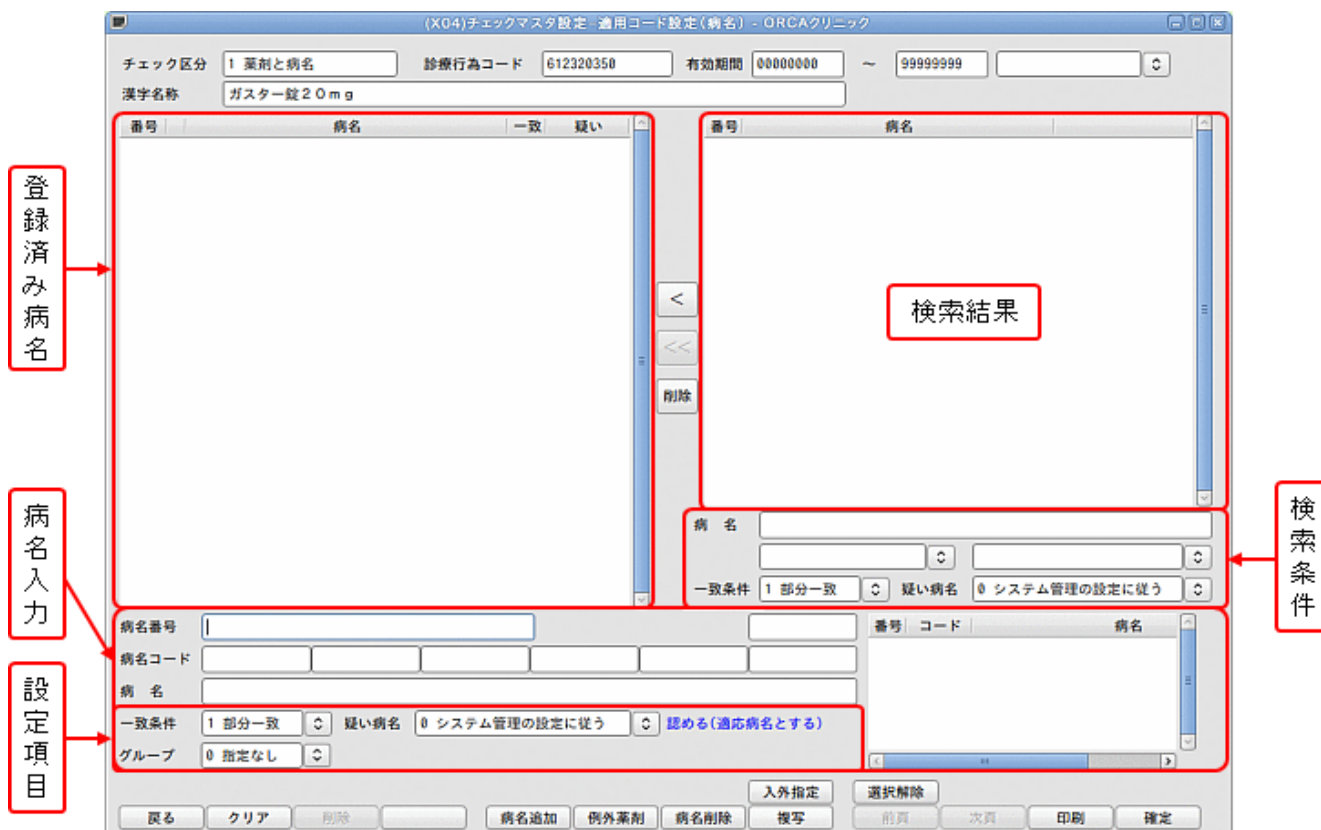 (X04)チェックマスタ設定-適用コード設定(病名) - ORCAクリニック
チェック区分 1 薬剤と病名 診療行為コード 612320350 有効期間 00000000 ～ 99999999
漢字名称 ガスター錠20mg
番号 病名 一致 疑い 番号 病名
登録済み病名
<
<<
削除
検索結果
病名
一致条件 1 部分一致 疑い病名 0 システム管理の設定に従う
検索条件
病名入力
病名番号 番号 コード 病名
病名コード
病名
設定項目
一致条件 1 部分一致 疑い病名 0 システム管理の設定に従う 認める(適応病名とする)
グループ 0 指定なし
入外指定 選択解除
戻る クリア 削除 病名追加 例外薬剤 病名削除 複写 前頁 次頁 印刷 確定